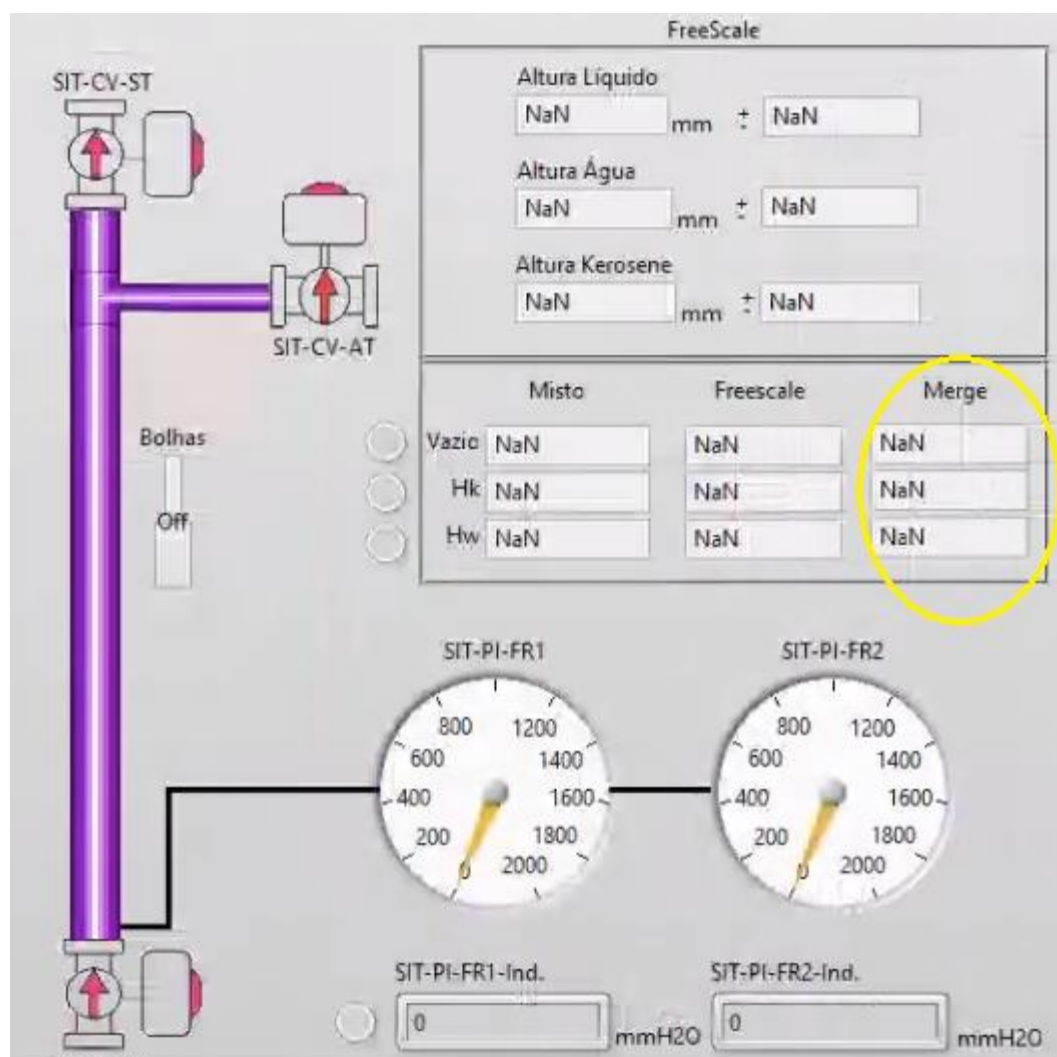 FreeScale
SIT-CV-ST
Altura Líquido
NaN mm ± NaN
Altura Água
NaN mm ± NaN
Altura Kerosene
NaN mm ± NaN
SIT-CV-AT
Misto Freescale Merge
Bolhas
Vazio NaN NaN NaN
Hk NaN NaN NaN
Off
Hw NaN NaN NaN
SIT-PI-FR1 SIT-PI-FR2
0 200 400 600 800 1200 1400 1600 1800 2000
0 200 400 600 800 1200 1400 1600 1800 2000
SIT-PI-FR1-Ind. SIT-PI-FR2-Ind.
0 mmH2O 0 mmH2O